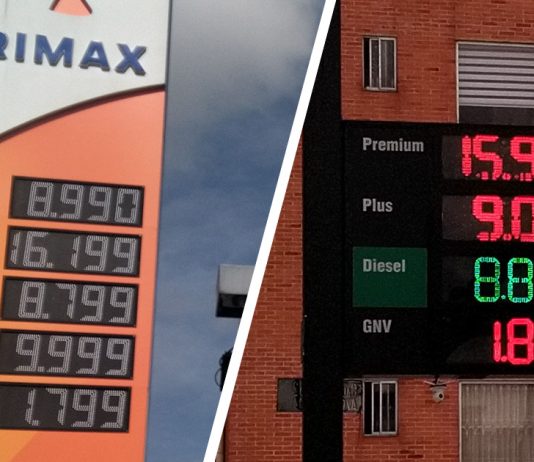 RIMAX
8.990
16.199
8.799
9.999
1.799
Premium 15.9
Plus 9.0
Diesel 8.8
GNV 1.8